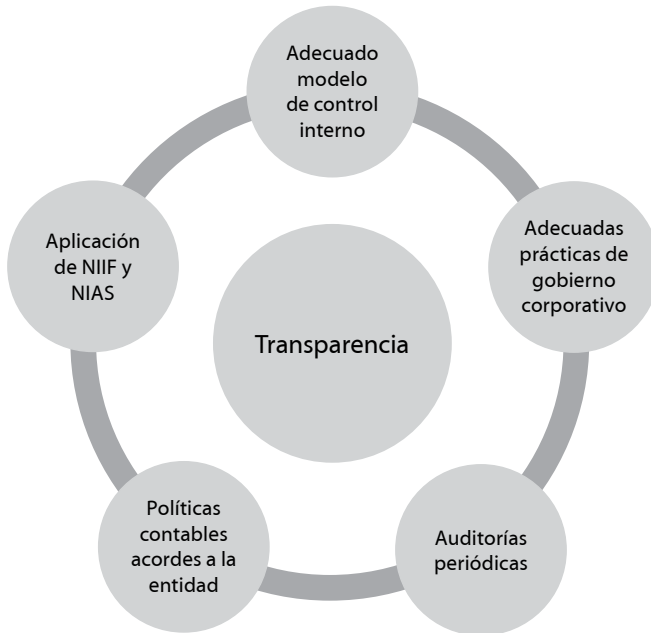 Adecuado
modelo
de control
interno
Adecuadas
prácticas de
gobierno
corporativo
Auditorías
periódicas
Políticas
contables
acordes a la
entidad
Aplicación
de NIIF y
NIAS
Transparencia